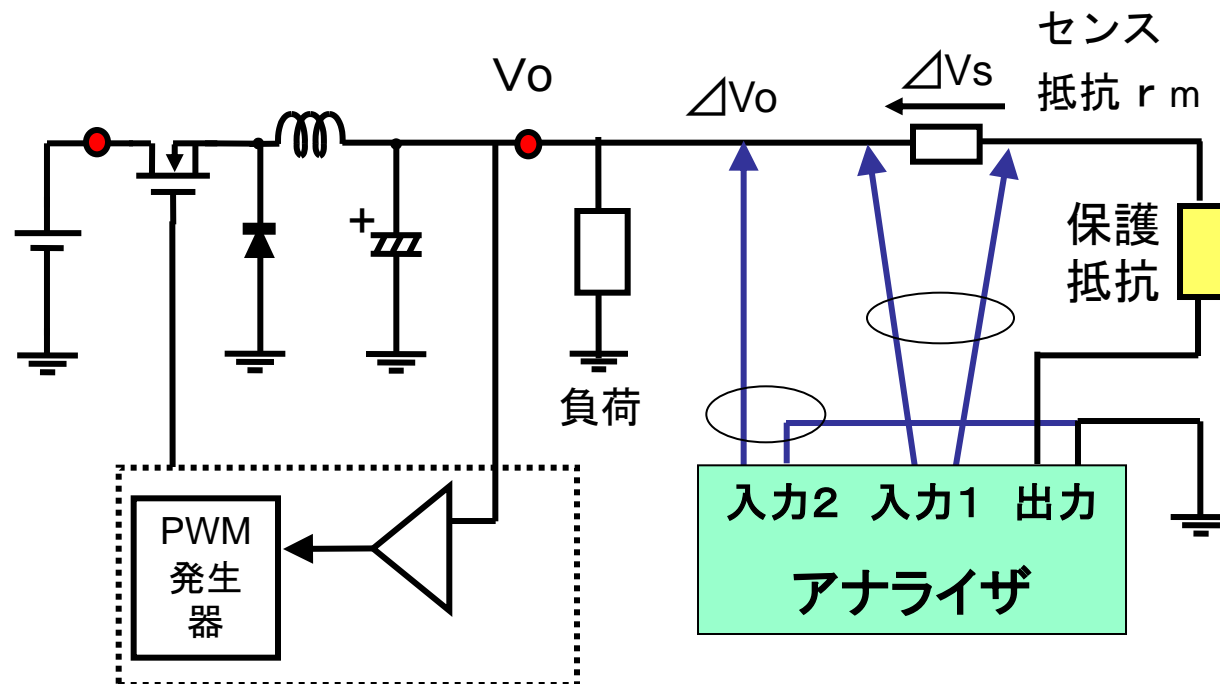 センス
抵抗 ｒｍ
Ｖｏ
⊿Vo
⊿Vs
+
保護
抵抗
負荷
入力２ 入力１ 出力
アナライザ
PWM
発生
器